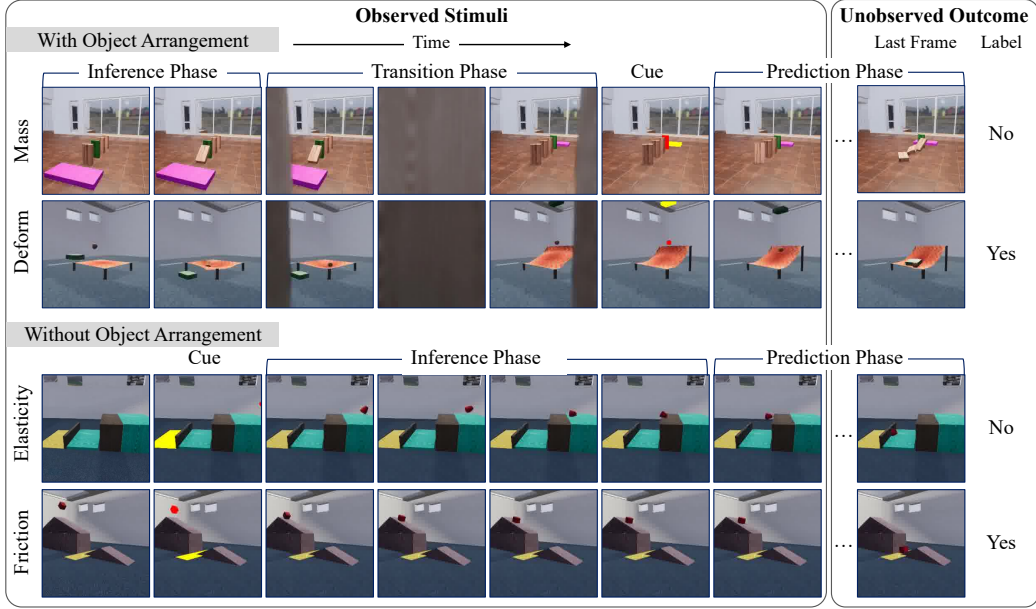 Observed Stimuli
Unobserved Outcome
With Object Arrangement
Time
Last Frame
Label
Inference Phase
Transition Phase
Cue
Prediction Phase
Mass
...
No
Deform
...
Yes
Without Object Arrangement
Cue
Inference Phase
Prediction Phase
Elasticity
...
No
Friction
...
Yes